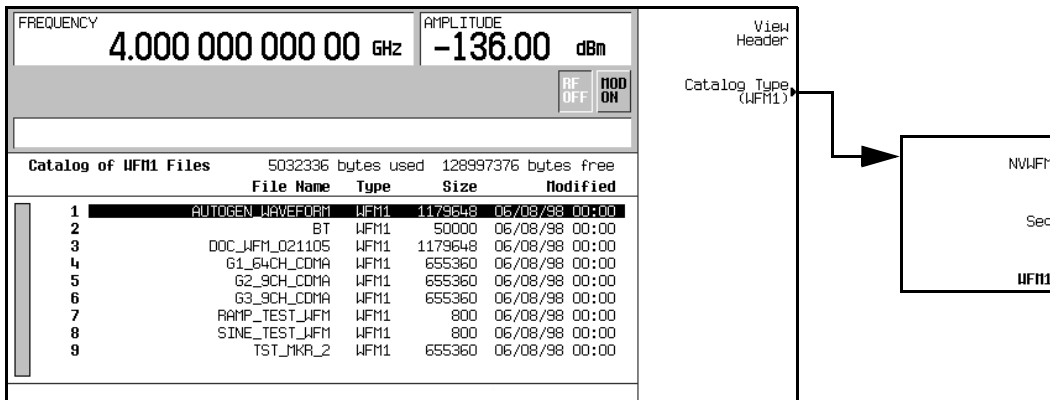 FREQUENCY
4.000 000 000 00 GHz
AMPLITUDE
-136.00 dBm
RF OFF
MOD ON
View Header
Catalog Type (WFM1)
Catalog of WFM1 Files 5032336 bytes used 128997376 bytes free
File Name Type Size Modified
1 AUTOGEN_WAVEFORM WFM1 1179648 06/08/98 00:00
2 BT WFM1 50000 06/08/98 00:00
3 DOC_WFM_021105 WFM1 1179648 06/08/98 00:00
4 G1_64CH_CDMA WFM1 655360 06/08/98 00:00
5 G2_9CH_CDMA WFM1 655360 06/08/98 00:00
6 G3_9CH_CDMA WFM1 655360 06/08/98 00:00
7 RAMP_TEST_WFM WFM1 800 06/08/98 00:00
8 SINE_TEST_WFM WFM1 800 06/08/98 00:00
9 TST_MKR_2 WFM1 655360 06/08/98 00:00
NVWFM
Seq
WFM1